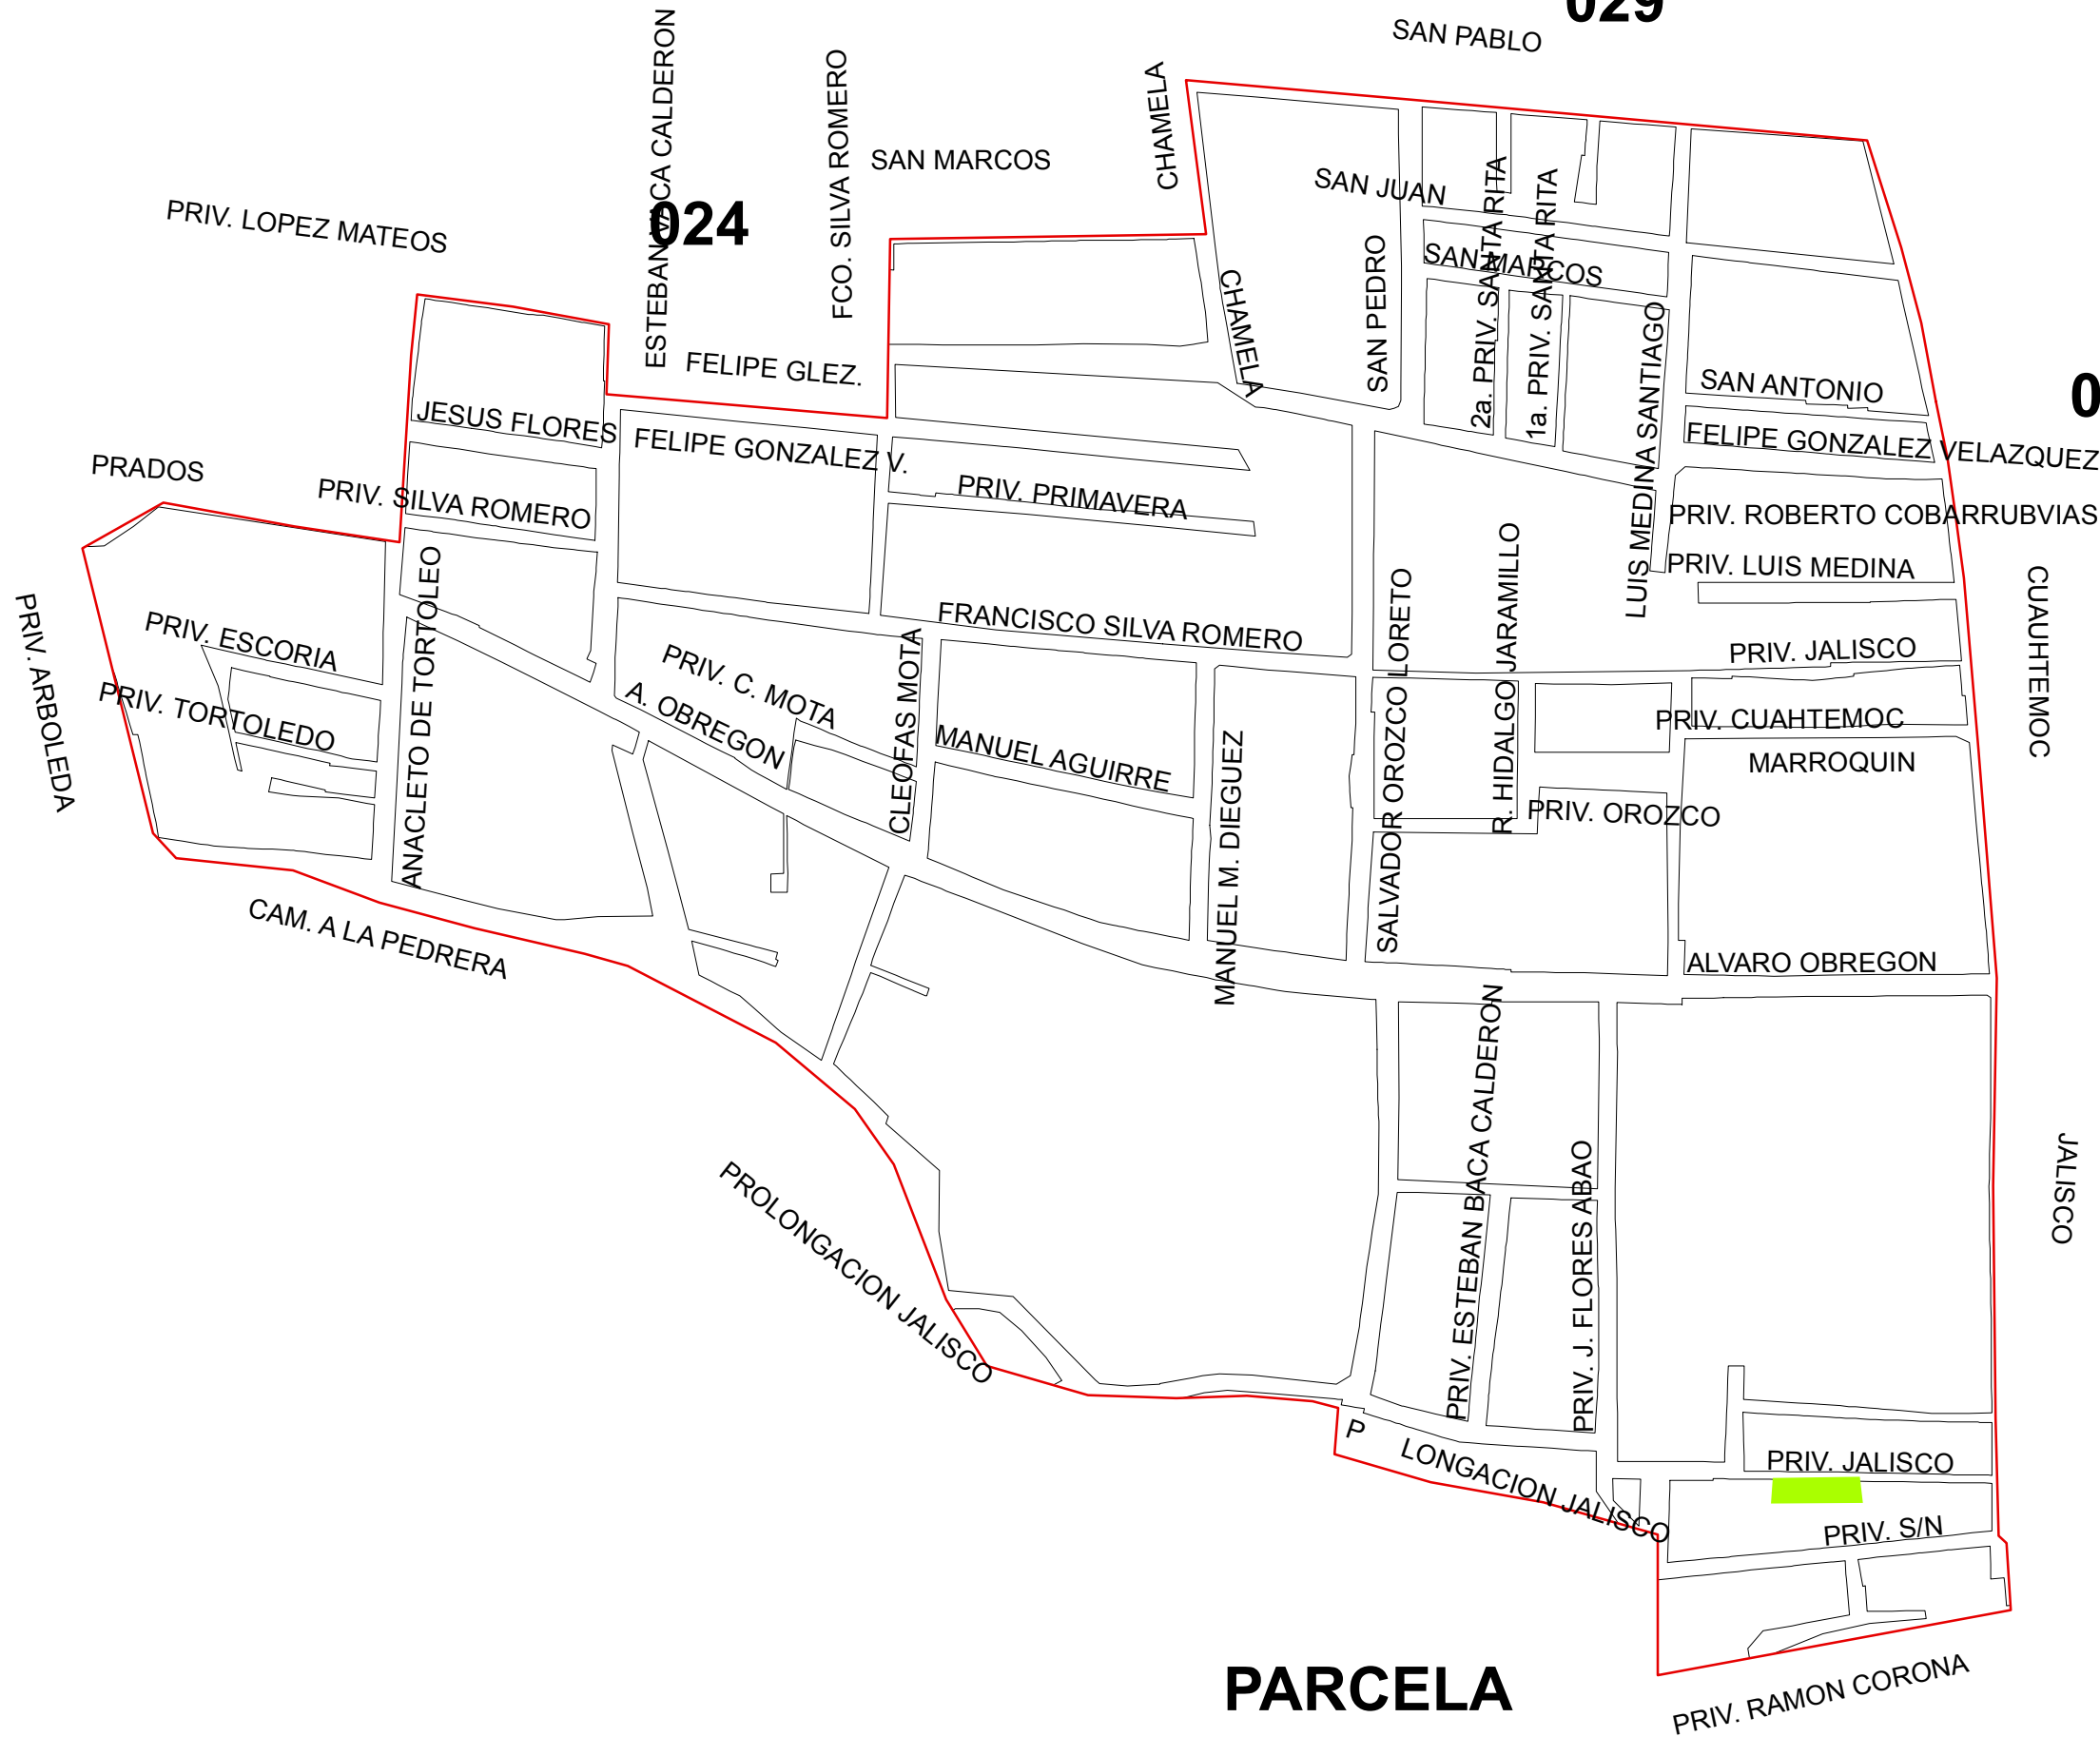 029
SAN PABLO
ESTEBAN VACA CALDERON
FCO. SILVA ROMERO
SAN MARCOS
CHAMELA
PRIV. LOPEZ MATEOS
024
SAN JUAN
2a. PRIV. SANTA RITA
1a. PRIV. SANTA RITA
SAN MARCOS
SAN PEDRO
CHAMELA
FELIPE GLEZ.
LUIS MEDINA SANTIAGO
SAN ANTONIO
0
JESUS FLORES
FELIPE GONZALEZ V.
FELIPE GONZALEZ VELAZQUEZ
PRADOS
PRIV. SILVA ROMERO
PRIV. PRIMAVERA
PRIV. ROBERTO COBARRUBVIAS
PRIV. LUIS MEDINA
CUAUHTEMOC
PRIV. ARBOLEDA
PRIV. ESCORIA
ANACLETO DE TORTOLEO
FRANCISCO SILVA ROMERO
SALVADOR OROZCO LORETO
R. HIDALGO JARAMILLO
PRIV. JALISCO
PRIV. TORTOLEDO
PRIV. C. MOTA
A. OBREGON
CLEOFAS MOTA
MANUEL AGUIRRE
MANUEL M. DIEGUEZ
PRIV. CUAHTEMOC
MARROQUIN
PRIV. OROZCO
CAM. A LA PEDRERA
ALVARO OBREGON
PRIV. ESTEBAN BACA CALDERON
PRIV. J. FLORES ABAO
JALISCO
PROLONGACION JALISCO
P LONGACION JALISCO
PRIV. JALISCO
PRIV. S/N
PARCELA
PRIV. RAMON CORONA